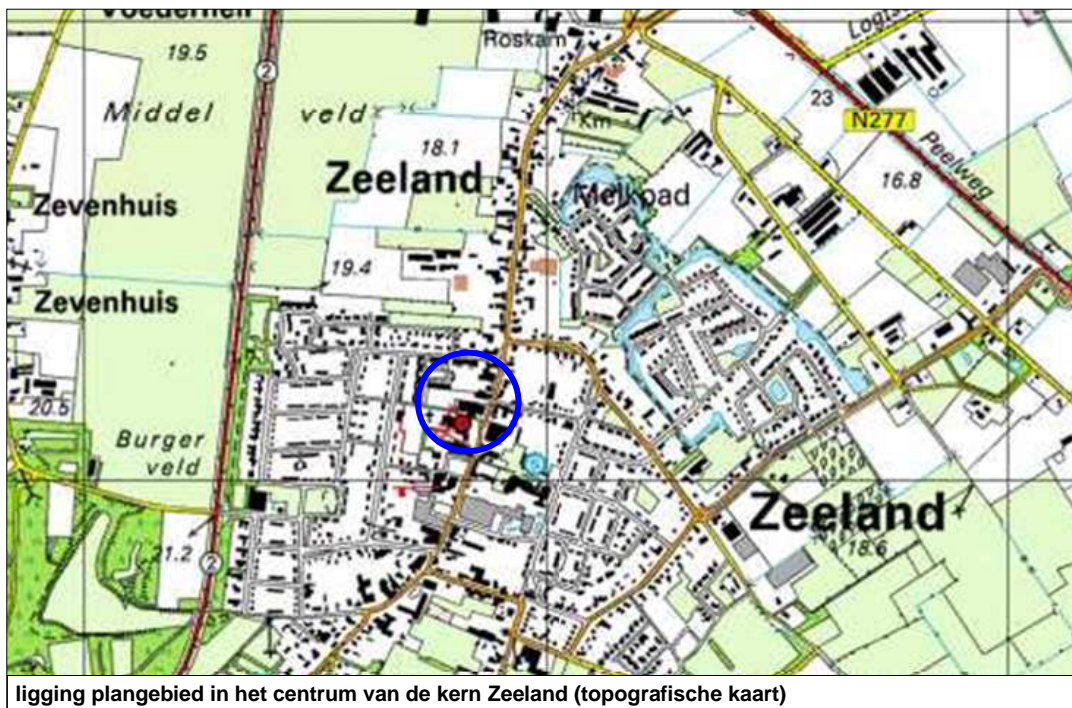 Voederheil
19.5
2
Roskam
Logts
Middel veld
18.1
Km
23
N277
Peelweg
Zeeland
Melkpad
16.8
Zevenhuis
19.4
Zevenhuis
20.5
Burger
veld
Zeeland
18.6
21.2
2
ligging plangebied in het centrum van de kern Zeeland (topografische kaart)